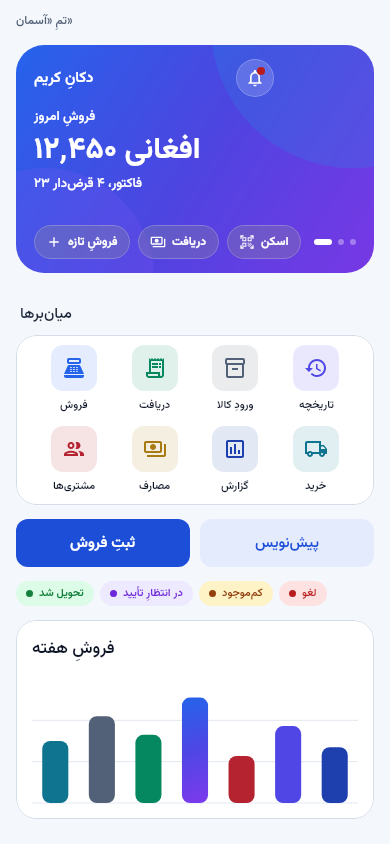 تمِ «آسمان»
دکانِ کریم
فروشِ امروز
۱۲,۴۵۰ افغانی
۲۳ فاکتور، ۴ قرض‌دار
فروشِ تازه
دریافت
اسکن
میان‌برها
فروش
دریافت
ورودِ کالا
تاریخچه
مشتری‌ها
مصارف
گزارش
خرید
ثبتِ فروش
پیش‌نویس
تحویل شد
در انتظارِ تأیید
کم‌موجود
لغو
فروشِ هفته